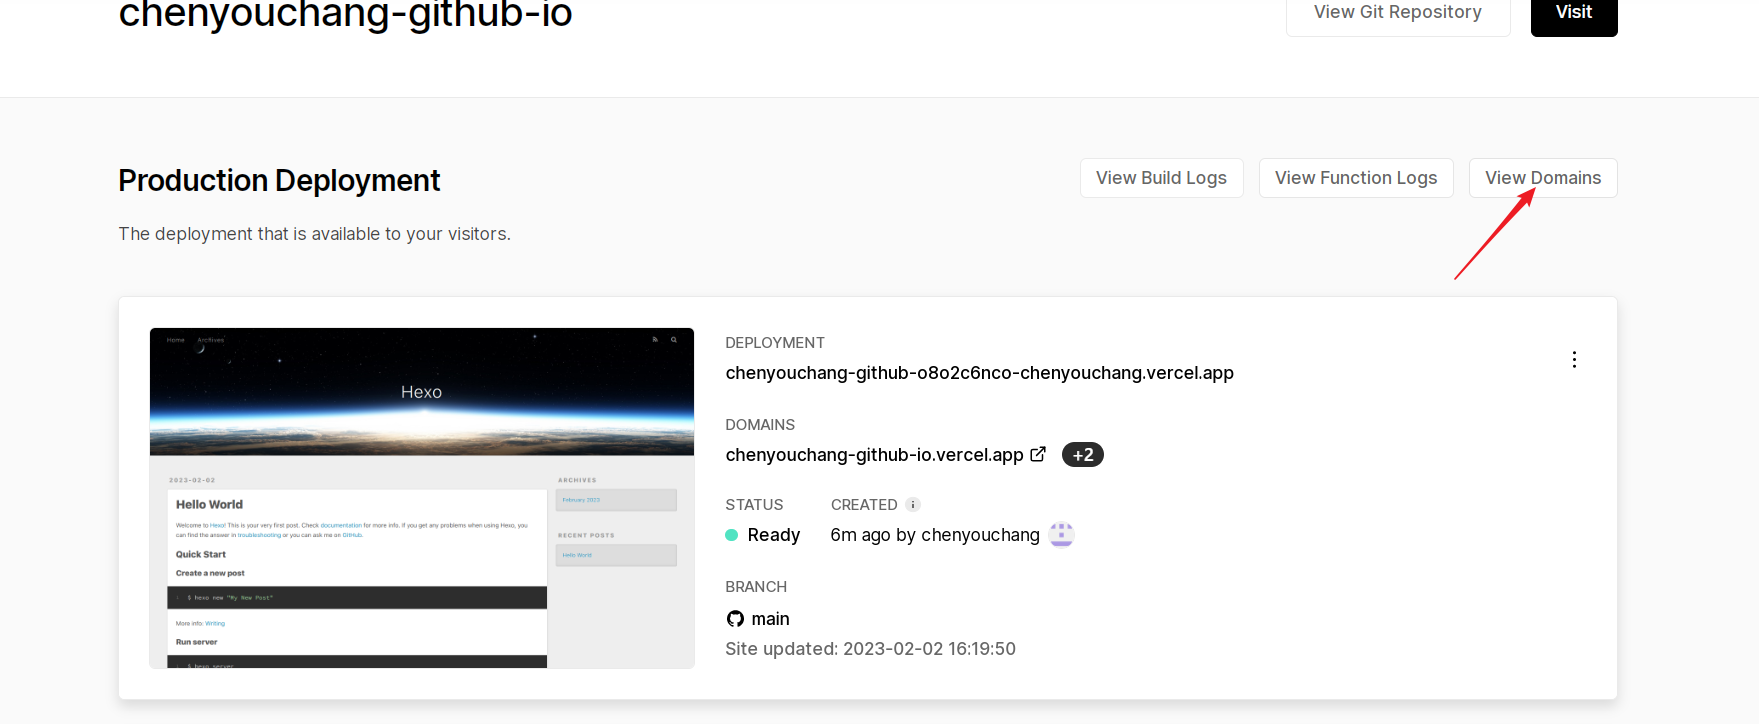 chenyouchang-github-io
View Git Repository
Visit
Production Deployment
View Build Logs
View Function Logs
View Domains
The deployment that is available to your visitors.
Home
Archives
Hexo
2023-02-02
Hello World
Welcome to Hexo! This is your very first post. Check documentation for more info. If you get any problems when using Hexo, you
can find the answer in troubleshooting or you can ask me on GitHub.
Quick Start
Create a new post
1 $ hexo new "My New Post"
More info: Writing
Run server
1 $ hexo server
ARCHIVES
February 2023
RECENT POSTS
Hello World
DEPLOYMENT
chenyouchang-github-o8o2c6nco-chenyouchang.vercel.app
DOMAINS
chenyouchang-github-io.vercel.app
+2
STATUS
CREATED
Ready
6m ago by chenyouchang
BRANCH
main
Site updated: 2023-02-02 16:19:50